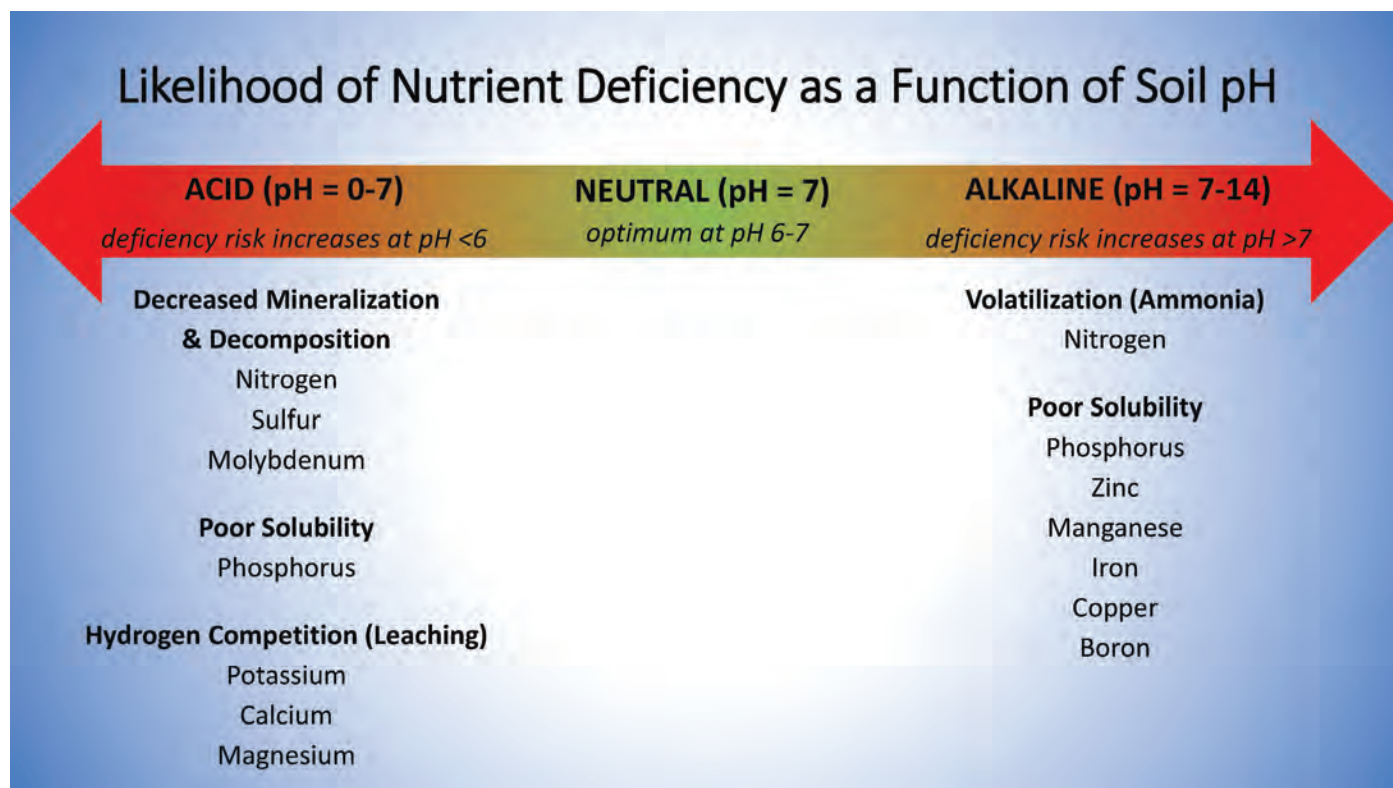 Likelihood of Nutrient Deficiency as a Function of Soil pH
ACID (pH = 0-7)
deficiency risk increases at pH <6
NEUTRAL (pH = 7)
optimum at pH 6-7
ALKALINE (pH = 7-14)
deficiency risk increases at pH >7
Decreased Mineralization
& Decomposition
Nitrogen
Sulfur
Molybdenum
Poor Solubility
Phosphorus
Hydrogen Competition (Leaching)
Potassium
Calcium
Magnesium
Volatilization (Ammonia)
Nitrogen
Poor Solubility
Phosphorus
Zinc
Manganese
Iron
Copper
Boron